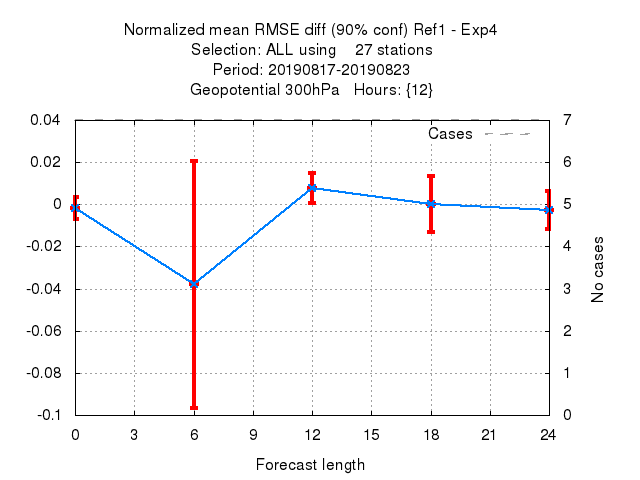 Normalized mean RMSE diff (90% conf) Ref1 - Exp4
Selection: ALL using    27 stations
Period: 20190817-20190823
Geopotential 300hPa   Hours: {12}
Cases
0.04
0.02
0
-0.02
-0.04
-0.06
-0.08
-0.1
7
6
5
4
3
2
1
0
No cases
0 3 6 9 12 15 18 21 24
Forecast length